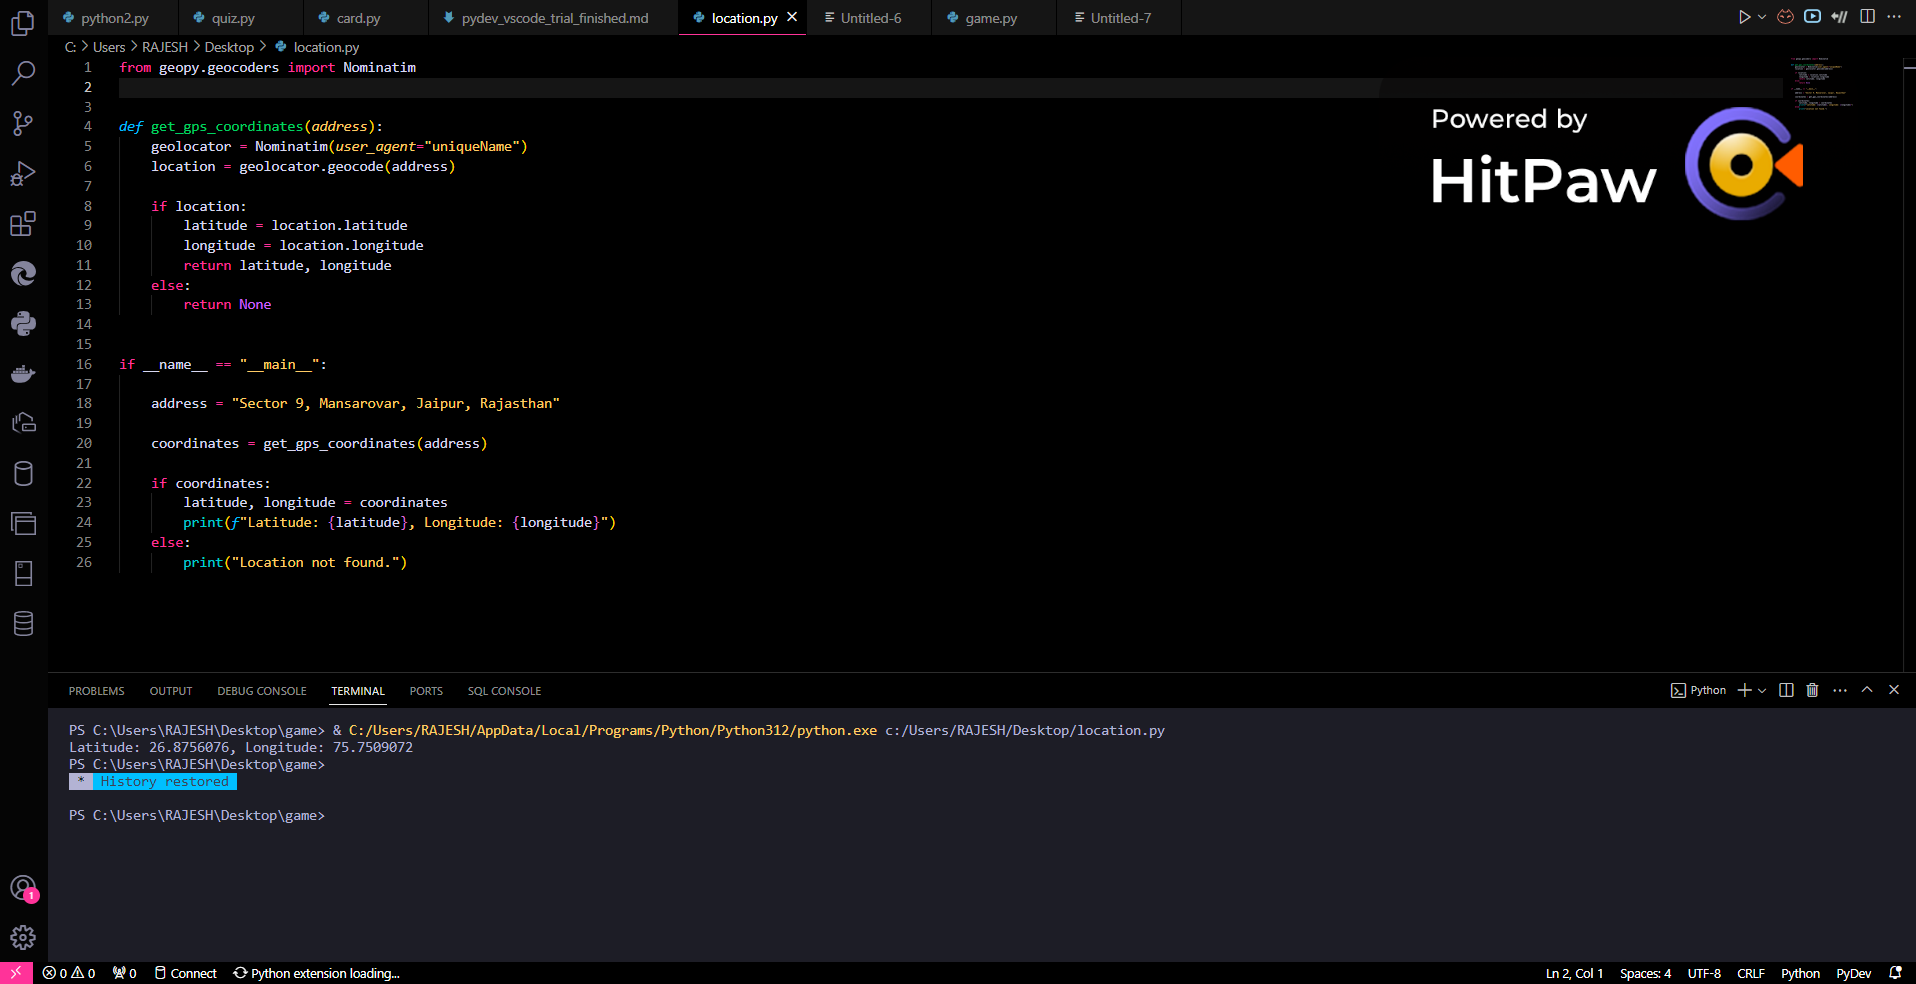 python2.py quiz.py card.py pydev_vscode_trial_finished.md location.py Untitled-6 game.py Untitled-7
C: > Users > RAJESH > Desktop > location.py
1 from geopy.geocoders import Nominatim
2
3
4 def get_gps_coordinates(address):
5 geolocator = Nominatim(user_agent="uniqueName")
6 location = geolocator.geocode(address)
7
8 if location:
9 latitude = location.latitude
10 longitude = location.longitude
11 return latitude, longitude
12 else:
13 return None
14
15
16 if __name__ == "__main__":
17
18 address = "Sector 9, Mansarovar, Jaipur, Rajasthan"
19
20 coordinates = get_gps_coordinates(address)
21
22 if coordinates:
23 latitude, longitude = coordinates
24 print(f"Latitude: {latitude}, Longitude: {longitude}")
25 else:
26 print("Location not found.")
Powered by
HitPaw
PROBLEMS OUTPUT DEBUG CONSOLE TERMINAL PORTS SQL CONSOLE Python
PS C:\Users\RAJESH\Desktop\game> & C:/Users/RAJESH/AppData/Local/Programs/Python/Python312/python.exe c:/Users/RAJESH/Desktop/location.py
Latitude: 26.8756076, Longitude: 75.7509072
PS C:\Users\RAJESH\Desktop\game>
* History restored
PS C:\Users\RAJESH\Desktop\game>
1
0 0 0 Connect Python extension loading... Ln 2, Col 1 Spaces: 4 UTF-8 CRLF Python PyDev